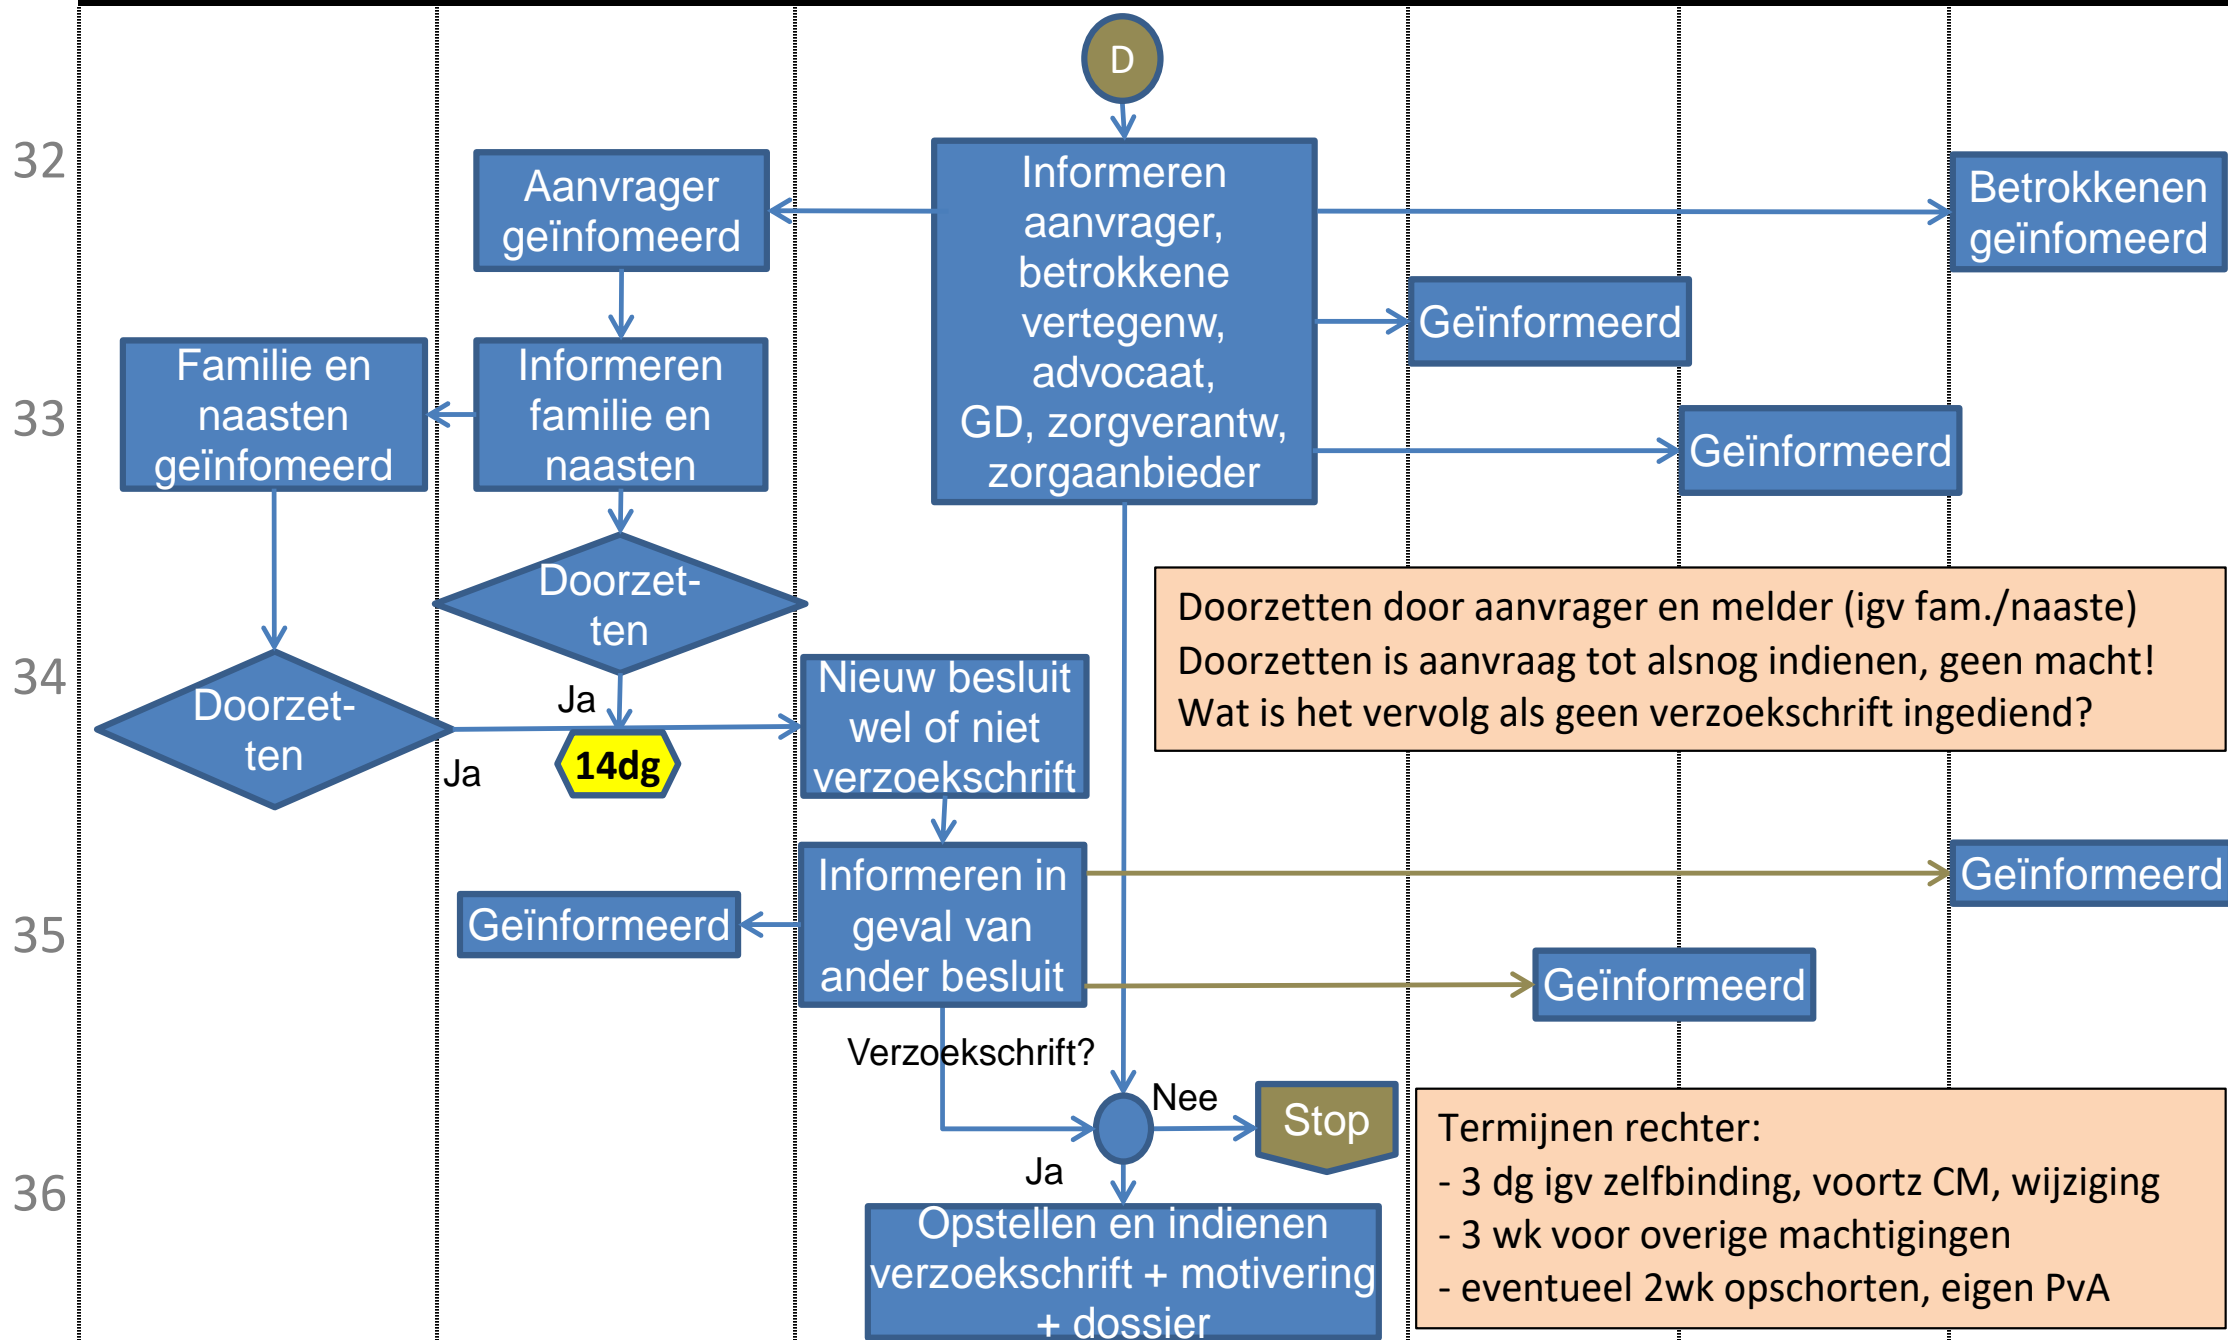 D
32
Aanvrager
geïnfomeerd
Informeren
aanvrager,
betrokkene
vertegenw,
advocaat,
GD, zorgverantw,
zorgaanbieder
Betrokkenen
geïnfomeerd
Geïnformeerd
33
Familie en
naasten
geïnfomeerd
Informeren
familie en
naasten
Geïnformeerd
Doorzet-
ten
Doorzetten door aanvrager en melder (igv fam./naaste)
Doorzetten is aanvraag tot alsnog indienen, geen macht!
Wat is het vervolg als geen verzoekschrift ingediend?
34
Doorzet-
ten
Ja
Ja
14dg
Nieuw besluit
wel of niet
verzoekschrift
35
Geïnformeerd
Informeren in
geval van
ander besluit
Geïnformeerd
Geïnformeerd
Verzoekschrift?
Nee
Stop
Ja
36
Opstellen en indienen
verzoekschrift + motivering
+ dossier
Termijnen rechter:
- 3 dg igv zelfbinding, voortz CM, wijziging
- 3 wk voor overige machtigingen
- eventueel 2wk opschorten, eigen PvA